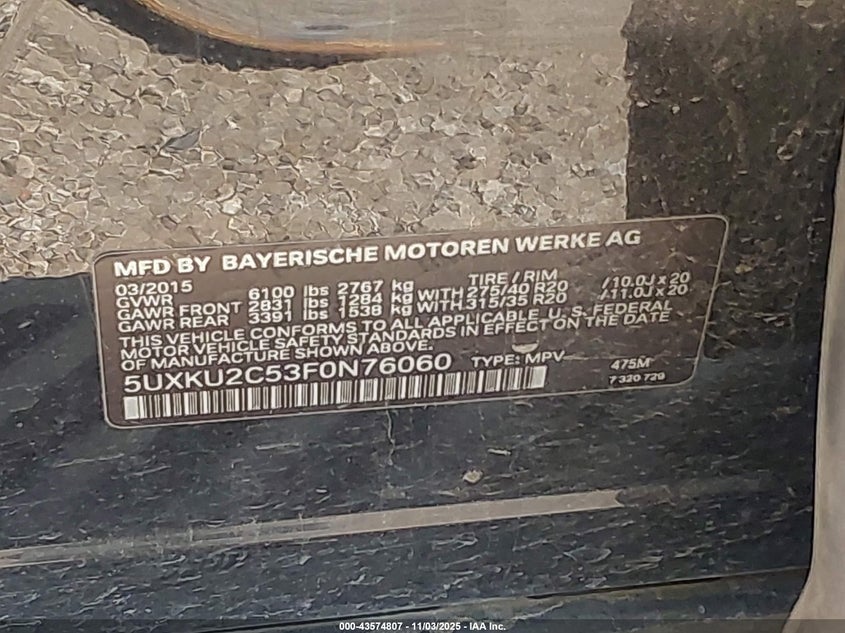 MFD BY BAYERISCHE MOTOREN WERKE AG
03/2015 TIRE / RIM
GVWR 6100 lbs 2767 kg
GAWR FRONT 2831 lbs 1284 kg WITH 275/40 R20 /10.0J x 20
GAWR REAR 3391 lbs 1538 kg WITH 315/35 R20 /11.0J x 20
THIS VEHICLE CONFORMS TO ALL APPLICABLE U.S. FEDERAL
MOTOR VEHICLE SAFETY STANDARDS IN EFFECT ON THE DATE
OF MANUFACTURE SHOWN ABOVE.
5UXKU2C53F0N76060 TYPE: MPV 475M
7 320 729
000-43574807 - 11/03/2025 - IAA Inc.